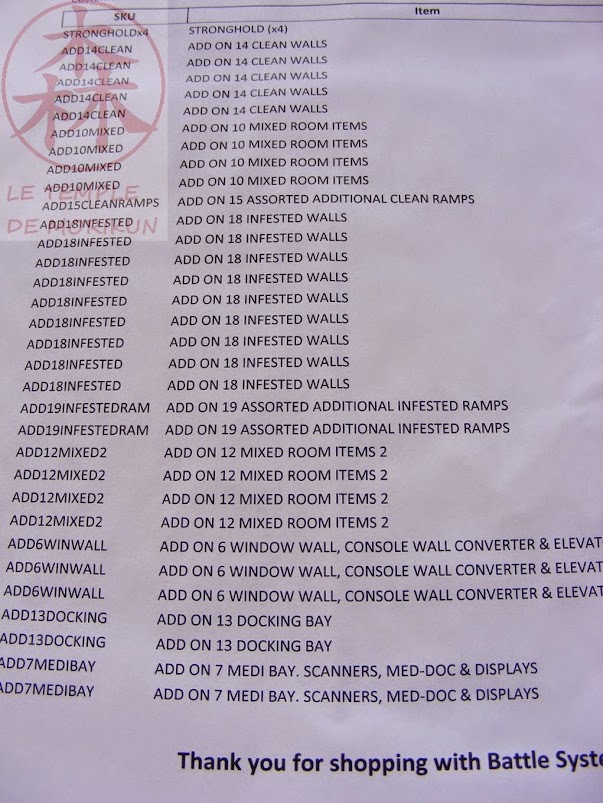 SKU Item
STRONGHOLDx4 STRONGHOLD (x4)
ADD14CLEAN ADD ON 14 CLEAN WALLS
ADD14CLEAN ADD ON 14 CLEAN WALLS
ADD14CLEAN ADD ON 14 CLEAN WALLS
ADD14CLEAN ADD ON 14 CLEAN WALLS
ADD14CLEAN ADD ON 14 CLEAN WALLS
ADD10MIXED ADD ON 10 MIXED ROOM ITEMS
ADD10MIXED ADD ON 10 MIXED ROOM ITEMS
ADD10MIXED ADD ON 10 MIXED ROOM ITEMS
ADD10MIXED ADD ON 10 MIXED ROOM ITEMS
ADD15CLEANRAMPS ADD ON 15 ASSORTED ADDITIONAL CLEAN RAMPS
ADD18INFESTED ADD ON 18 INFESTED WALLS
ADD18INFESTED ADD ON 18 INFESTED WALLS
ADD18INFESTED ADD ON 18 INFESTED WALLS
ADD18INFESTED ADD ON 18 INFESTED WALLS
ADD18INFESTED ADD ON 18 INFESTED WALLS
ADD18INFESTED ADD ON 18 INFESTED WALLS
ADD18INFESTED ADD ON 18 INFESTED WALLS
ADD18INFESTED ADD ON 18 INFESTED WALLS
ADD18INFESTED ADD ON 18 INFESTED WALLS
ADD19INFESTEDRAM ADD ON 19 ASSORTED ADDITIONAL INFESTED RAMPS
ADD19INFESTEDRAM ADD ON 19 ASSORTED ADDITIONAL INFESTED RAMPS
ADD12MIXED2 ADD ON 12 MIXED ROOM ITEMS 2
ADD12MIXED2 ADD ON 12 MIXED ROOM ITEMS 2
ADD12MIXED2 ADD ON 12 MIXED ROOM ITEMS 2
ADD12MIXED2 ADD ON 12 MIXED ROOM ITEMS 2
ADD6WINWALL ADD ON 6 WINDOW WALL, CONSOLE WALL CONVERTER & ELEVAT
ADD6WINWALL ADD ON 6 WINDOW WALL, CONSOLE WALL CONVERTER & ELEVAT
ADD6WINWALL ADD ON 6 WINDOW WALL, CONSOLE WALL CONVERTER & ELEVAT
ADD13DOCKING ADD ON 13 DOCKING BAY
ADD13DOCKING ADD ON 13 DOCKING BAY
ADD7MEDIBAY ADD ON 7 MEDI BAY. SCANNERS, MED-DOC & DISPLAYS
ADD7MEDIBAY ADD ON 7 MEDI BAY. SCANNERS, MED-DOC & DISPLAYS
Thank you for shopping with Battle Syste
森
LE TEMPLE
DE MORIKUN